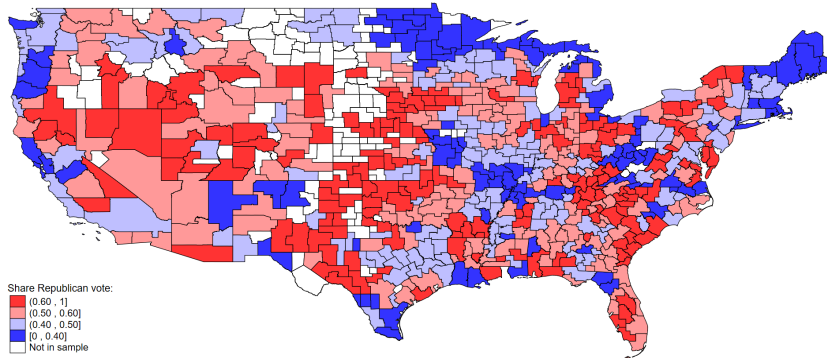 Share Republican vote:
(0.60 , 1]
(0.50 , 0.60]
(0.40 , 0.50]
[0 , 0.40]
Not in sample